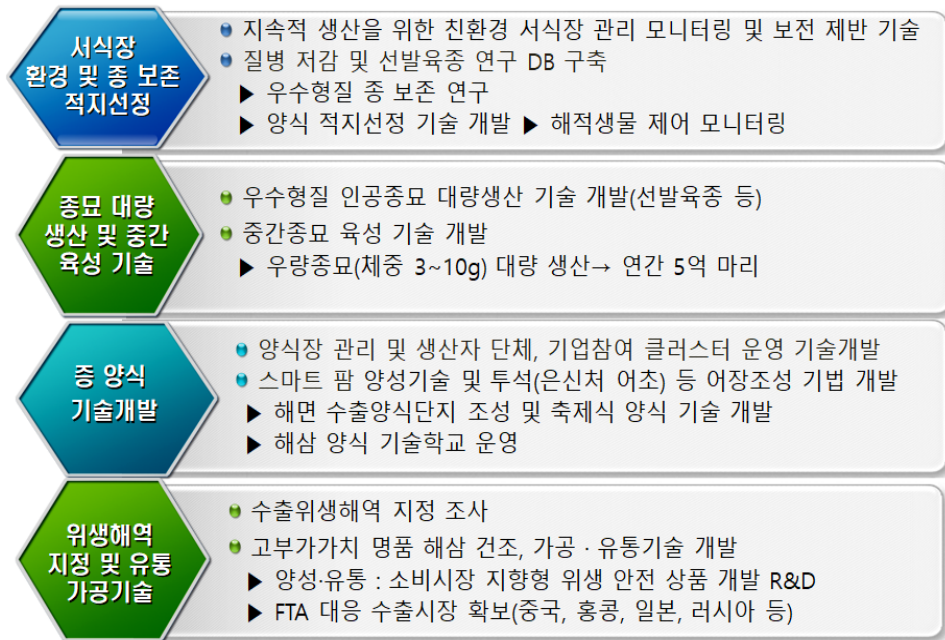 서식장
환경 및 종 보존
적지선정
지속적 생산을 위한 친환경 서식장 관리 모니터링 및 보전 제반 기술
질병 저감 및 선발육종 연구 DB 구축
▶ 우수형질 종 보존 연구
▶ 양식 적지선정 기술 개발 ▶ 해적생물 제어 모니터링
종묘 대량
생산 및 중간
육성 기술
우수형질 인공종묘 대량생산 기술 개발(선발육종 등)
중간종묘 육성 기술 개발
▶ 우량종묘(체중 3~10g) 대량 생산→ 연간 5억 마리
증 양식
기술개발
양식장 관리 및 생산자 단체, 기업참여 클러스터 운영 기술개발
스마트 팜 양성기술 및 투석(은신처 어초) 등 어장조성 기법 개발
▶ 해면 수출양식단지 조성 및 축제식 양식 기술 개발
▶ 해삼 양식 기술학교 운영
위생해역
지정 및 유통
가공기술
수출위생해역 지정 조사
고부가가치 명품 해삼 건조, 가공 · 유통기술 개발
▶ 양성·유통 : 소비시장 지향형 위생 안전 상품 개발 R&D
▶ FTA 대응 수출시장 확보(중국, 홍콩, 일본, 러시아 등)